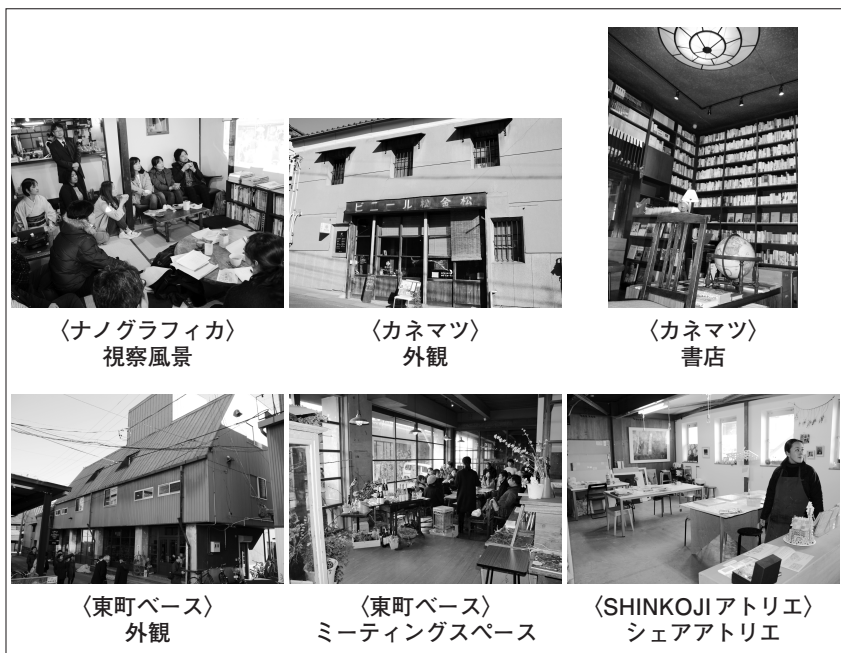 ビニール 金松
〈ナノグラフィカ〉
視察風景
〈カネマツ〉
外観
〈カネマツ〉
書店
〈東町ベース〉
外観
〈東町ベース〉
ミーティングスペース
〈SHINKOJIアトリエ〉
シェアアトリエ